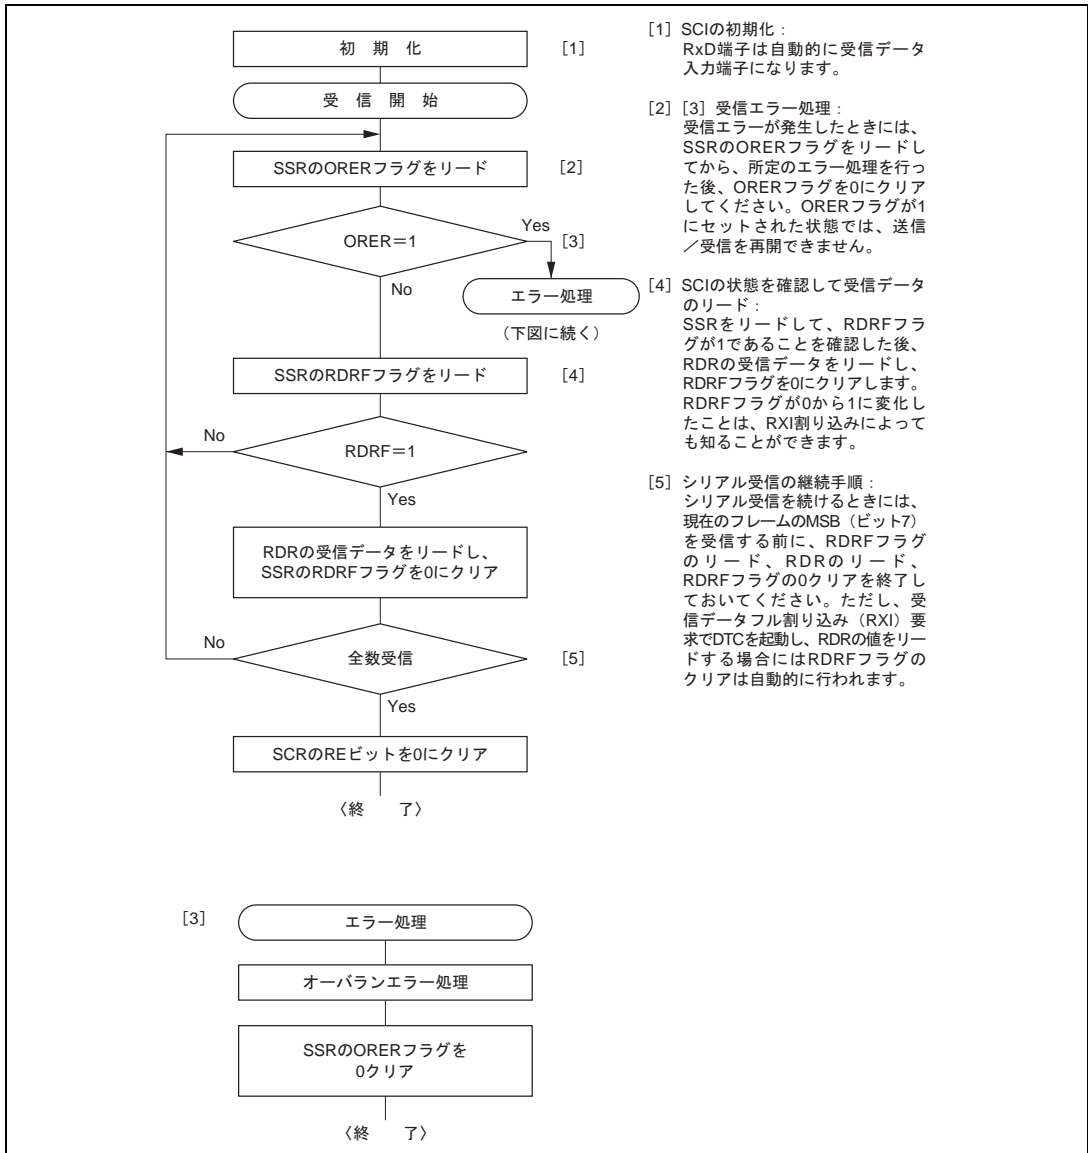 初 期 化 [1]
受 信 開 始
SSRのORERフラグをリード [2]
ORER=1
Yes [3]
No
エラー処理
(下図に続く)
SSRのRDRFフラグをリード [4]
No
RDRF=1
Yes
RDRの受信データをリードし、
SSRのRDRFフラグを0にクリア
No
全数受信 [5]
Yes
SCRのREビットを0にクリア
〈終 了〉
[1] SCIの初期化：
RxD端子は自動的に受信データ
入力端子になります。
[2] [3] 受信エラー処理：
受信エラーが発生したときには、
SSRのORERフラグをリードし
てから、所定のエラー処理を行っ
た後、ORERフラグを0にクリア
してください。ORERフラグが1
にセットされた状態では、送信
／受信を再開できません。
[4] SCIの状態を確認して受信データ
のリード：
SSRをリードして、RDRFフラ
グが1であることを確認した後、
RDRの受信データをリードし、
RDRFフラグを0にクリアします。
RDRFフラグが0から1に変化し
たことは、RXI割り込みによって
も知ることができます。
[5] シリアル受信の継続手順：
シリアル受信を続けるときには、
現在のフレームのMSB（ビット7）
を受信する前に、RDRFフラグ
のリード、RDRのリード、
RDRFフラグの0クリアを終了し
ておいてください。ただし、受
信データフル割り込み（RXI）要
求でDTCを起動し、RDRの値をリー
ドする場合にはRDRFフラグの
クリアは自動的に行われます。
[3] エラー処理
オーバランエラー処理
SSRのORERフラグを
0クリア
〈終 了〉